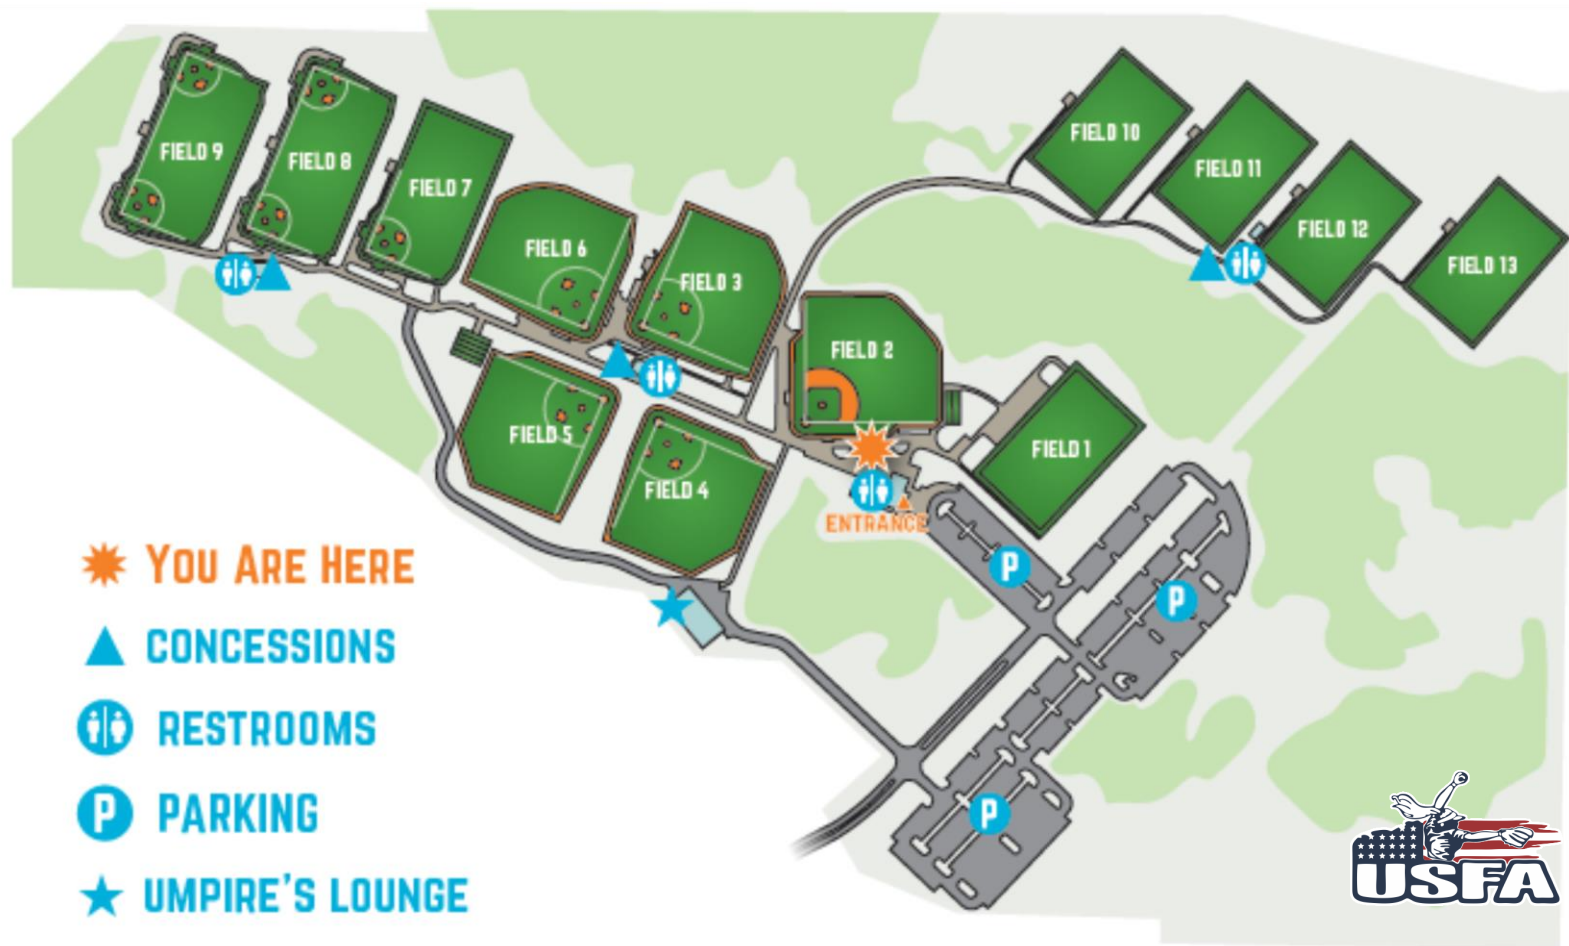 FIELD 9
FIELD 8
FIELD 7
FIELD 6
FIELD 3
FIELD 2
FIELD 10
FIELD 11
FIELD 12
FIELD 13
FIELD 5
FIELD 4
FIELD 1
ENTRANCE
P
P
P
YOU ARE HERE
CONCESSIONS
RESTROOMS
P PARKING
UMPIRE'S LOUNGE
USFA